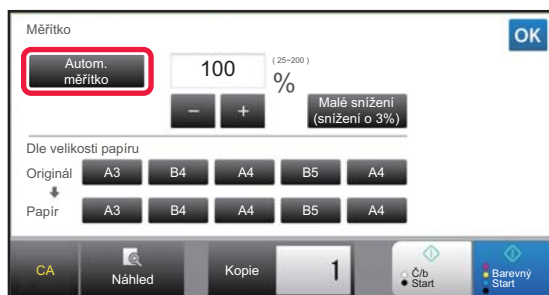 Měřítko
OK
Autom.
měřítko
100
( 25~200 )
%
−
+
Malé snížení
(snížení o 3%)
Dle velikosti papíru
Originál
A3 B4 A4 B5 A4
Papír
A3 B4 A4 B5 A4
CA
Náhled
Kopie
1
Č/b
Start
Barevný
Start